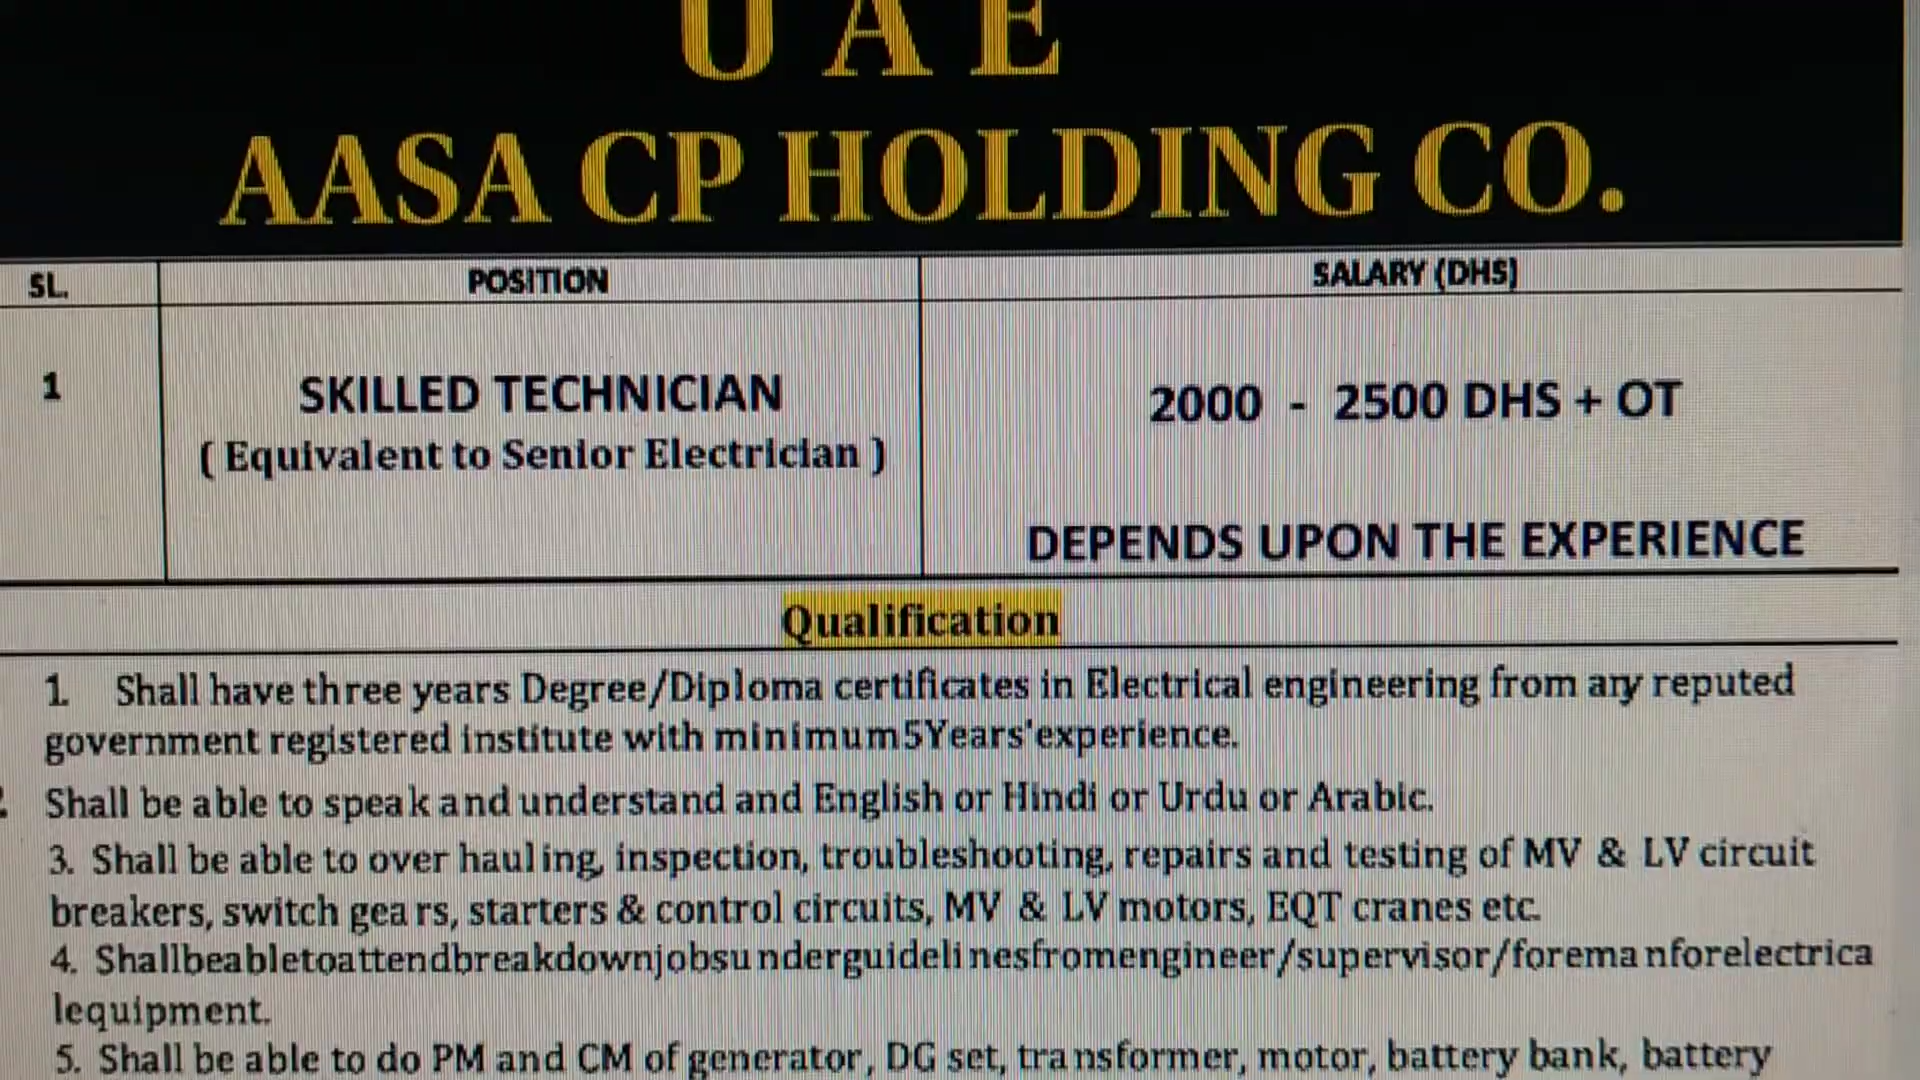 UAE
AASA CP HOLDING CO.
SL. POSITION SALARY (DHS)
1 SKILLED TECHNICIAN 2000 - 2500 DHS + OT
( Equivalent to Senior Electrician )
DEPENDS UPON THE EXPERIENCE
Qualification
1. Shall have three years Degree/Diploma certificates in Electrical engineering from any reputed
government registered institute with minimum5Years'experience.
Shall be able to speak and understand and English or Hindi or Urdu or Arabic.
3. Shall be able to over hauling, inspection, troubleshooting, repairs and testing of MV & LV circuit
breakers, switch gears, starters & control circuits, MV & LV motors, EQT cranes etc.
4. Shallbeabletoattendbreakdownjobsunderguidelinesfromengineer/supervisor/foremanforelectrica
lequipment.
5. Shall be able to do PM and CM of generator, DG set, transformer, motor, battery bank, battery